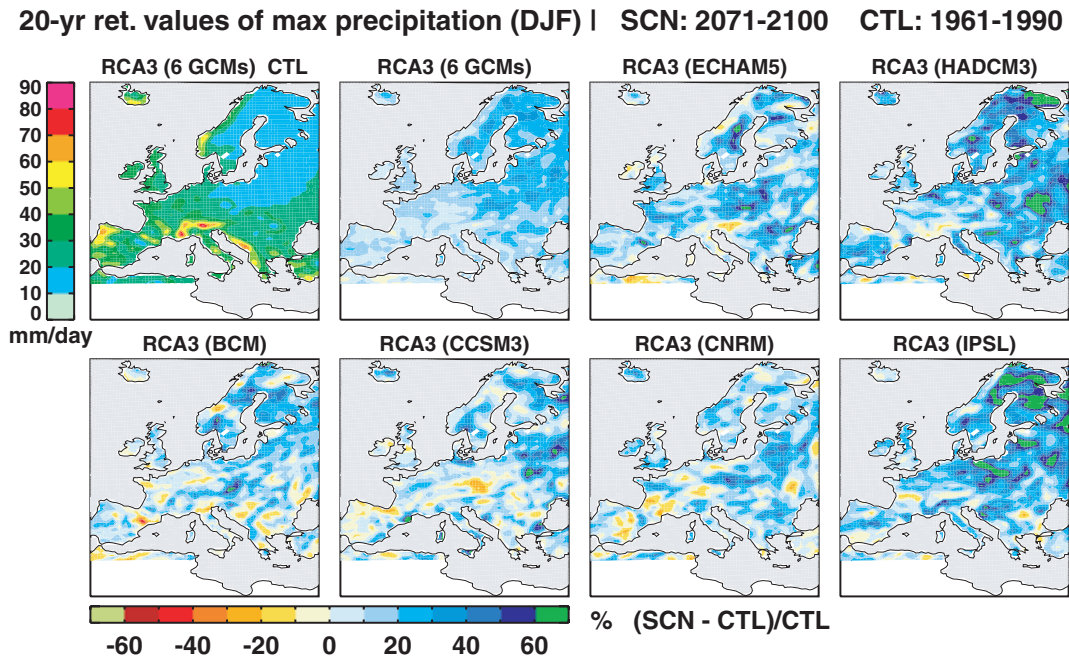 20-yr ret. values of max precipitation (DJF) | SCN: 2071-2100 CTL: 1961-1990
RCA3 (6 GCMs) CTL
RCA3 (6 GCMs)
RCA3 (ECHAM5)
RCA3 (HADCM3)
90
80
70
60
50
40
30
20
10
0
mm/day
RCA3 (BCM)
RCA3 (CCSM3)
RCA3 (CNRM)
RCA3 (IPSL)
-60 -40 -20 0 20 40 60
% (SCN - CTL)/CTL